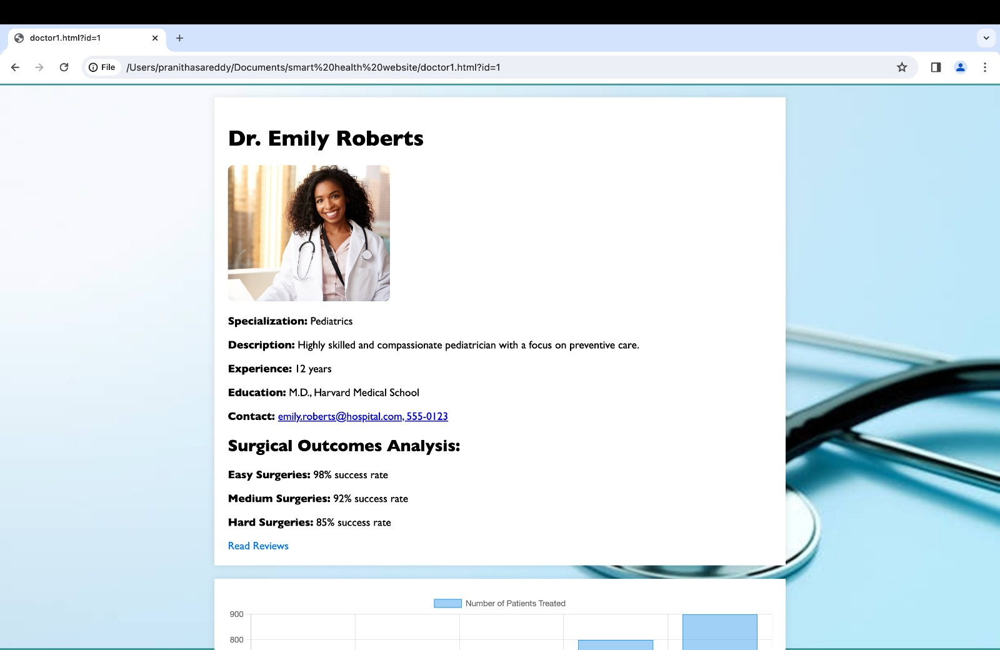 doctor1.html?id=1
File /Users/pranithasareddy/Documents/smart%20health%20website/doctor1.html?id=1
Dr. Emily Roberts
Specialization: Pediatrics
Description: Highly skilled and compassionate pediatrician with a focus on preventive care.
Experience: 12 years
Education: M.D., Harvard Medical School
Contact: emily.roberts@hospital.com, 555-0123
Surgical Outcomes Analysis:
Easy Surgeries: 98% success rate
Medium Surgeries: 92% success rate
Hard Surgeries: 85% success rate
Read Reviews
Number of Patients Treated
900
800